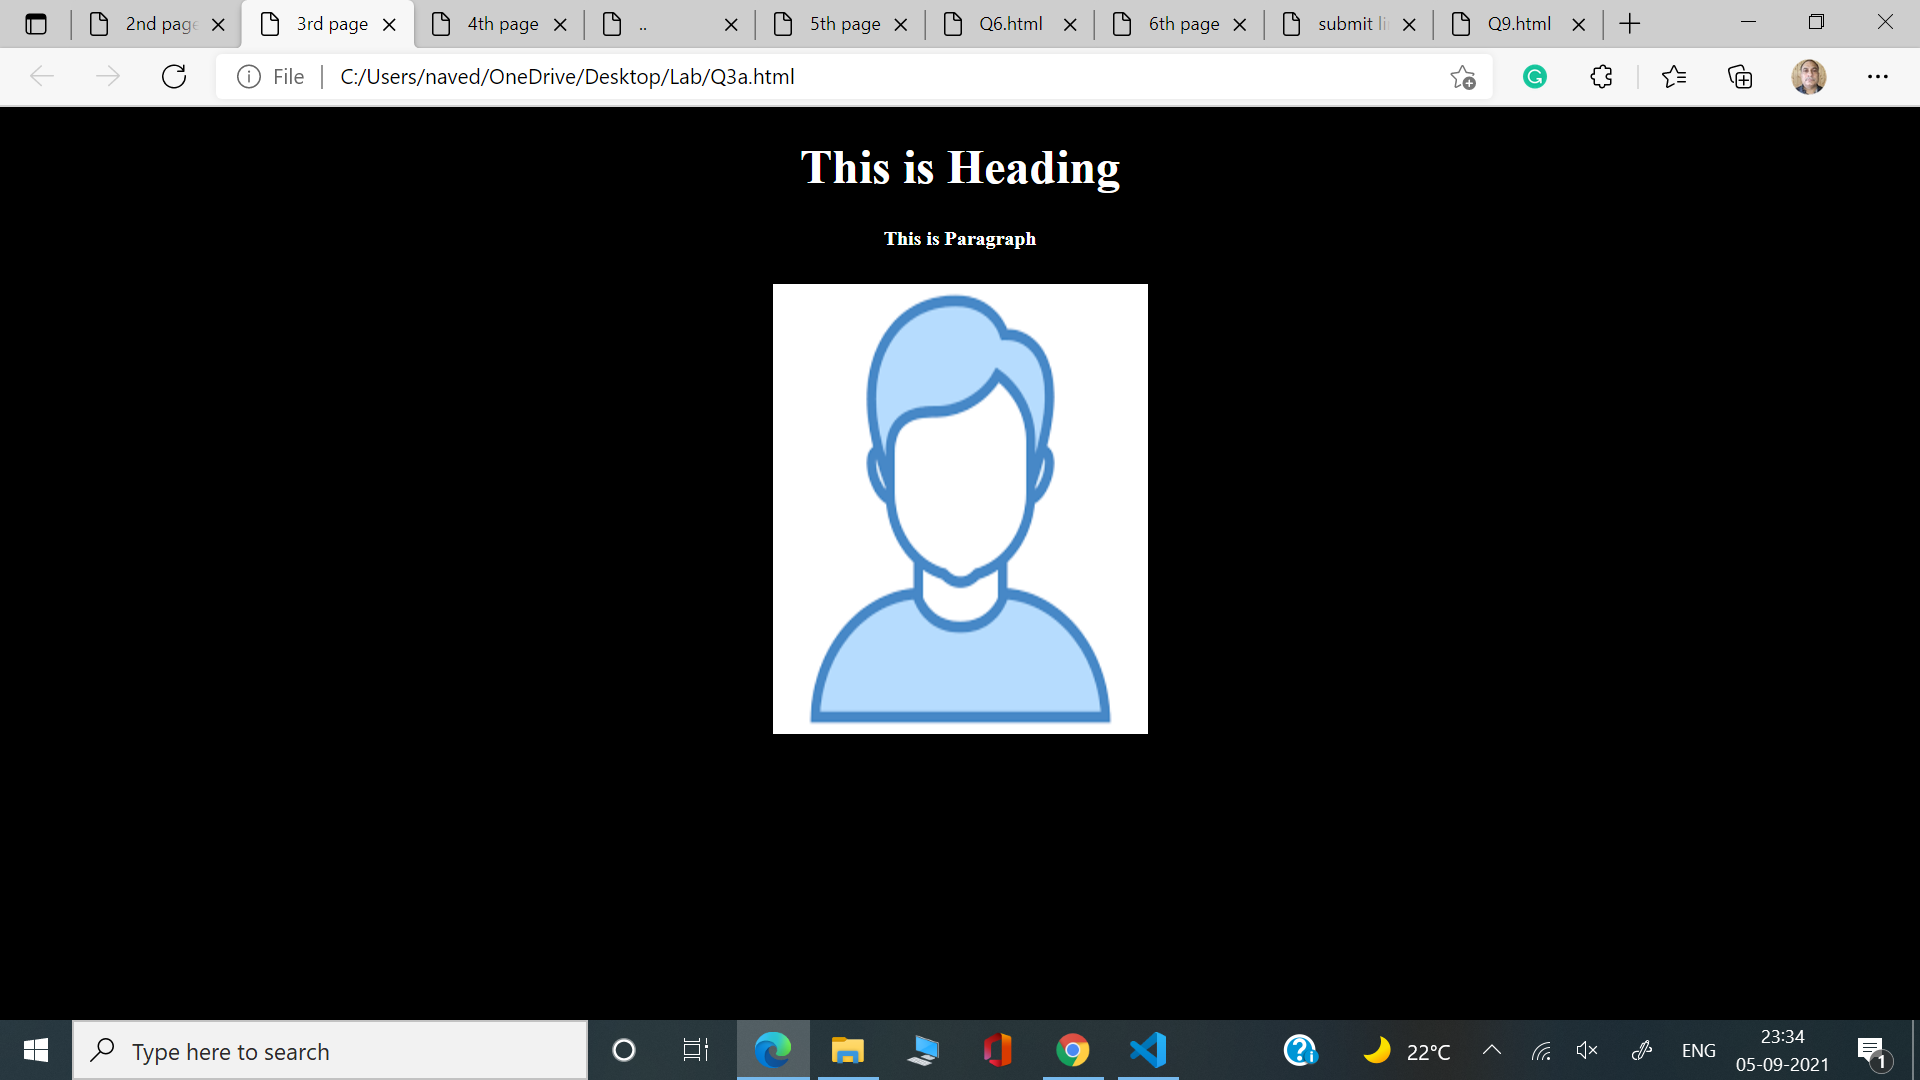 2nd page
3rd page
4th page
..
5th page
Q6.html
6th page
submit li
Q9.html
File
C:/Users/naved/OneDrive/Desktop/Lab/Q3a.html
This is Heading
This is Paragraph
Type here to search
22°C
ENG
23:34
05-09-2021
1